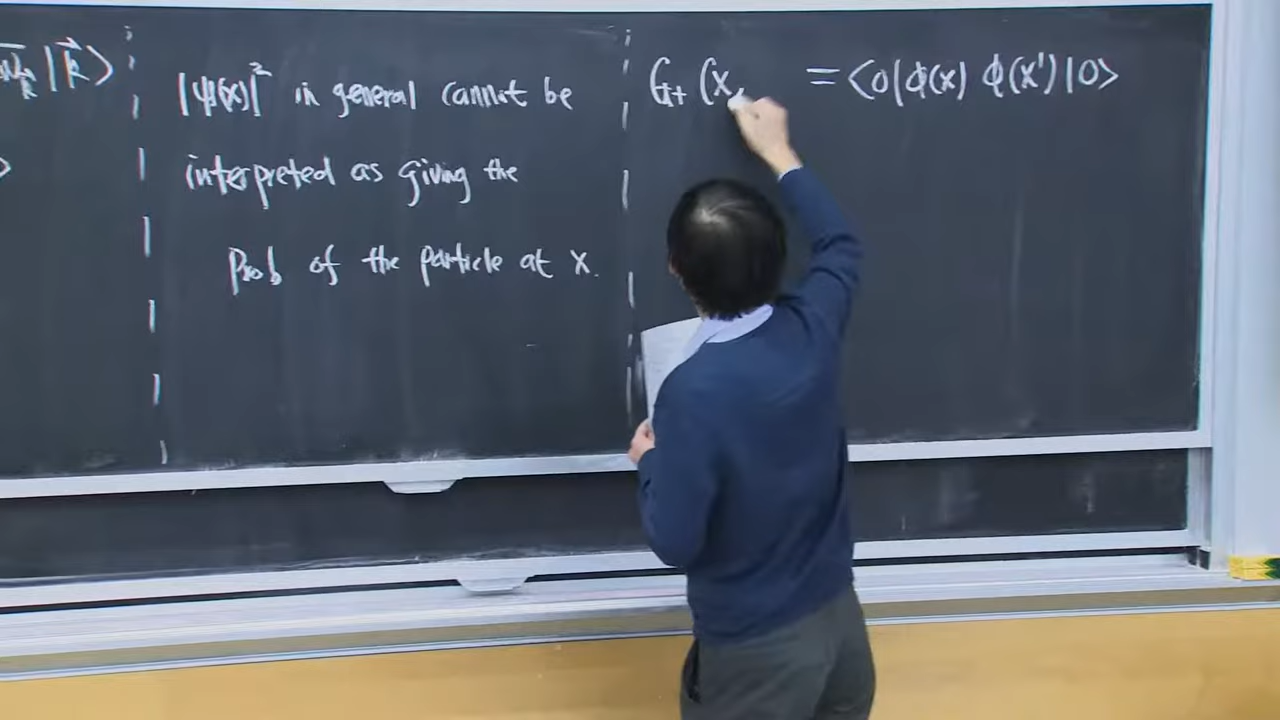 |k⃗⟩
⟩
|ψ(x)|² in general cannot be
interpreted as giving the
Prob of the particle at x.
G₊ (x, = ⟨0|ϕ(x) ϕ(x')|0⟩